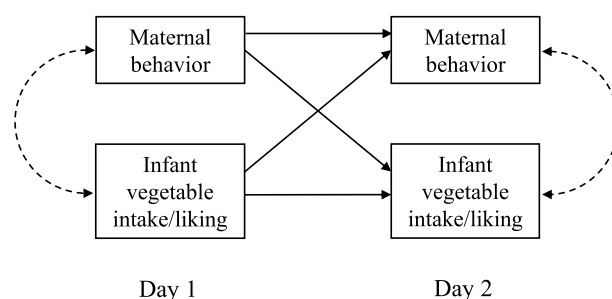 Maternal
behavior
Maternal
behavior
Infant
vegetable
intake/liking
Infant
vegetable
intake/liking
Day 1
Day 2